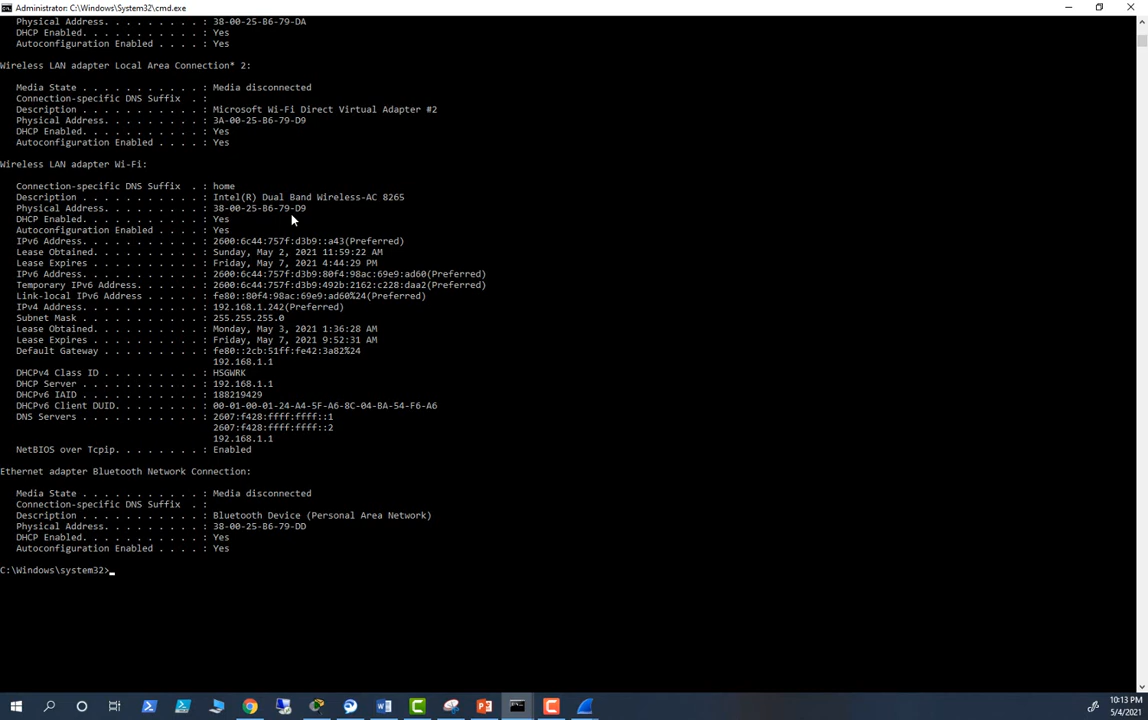 Administrator: C:\Windows\System32\cmd.exe
Physical Address. . . . . . . . . : 38-00-25-B6-79-DA
DHCP Enabled. . . . . . . . . . . : Yes
Autoconfiguration Enabled . . . . : Yes
Wireless LAN adapter Local Area Connection* 2:
Media State . . . . . . . . . . . : Media disconnected
Connection-specific DNS Suffix  . :
Description . . . . . . . . . . . : Microsoft Wi-Fi Direct Virtual Adapter #2
Physical Address. . . . . . . . . : 3A-00-25-B6-79-D9
DHCP Enabled. . . . . . . . . . . : Yes
Autoconfiguration Enabled . . . . : Yes
Wireless LAN adapter Wi-Fi:
Connection-specific DNS Suffix  . : home
Description . . . . . . . . . . . : Intel(R) Dual Band Wireless-AC 8265
Physical Address. . . . . . . . . : 38-00-25-B6-79-D9
DHCP Enabled. . . . . . . . . . . : Yes
Autoconfiguration Enabled . . . . : Yes
IPv6 Address. . . . . . . . . . . : 2600:6c44:757f:d3b9::a43(Preferred)
Lease Obtained. . . . . . . . . . : Sunday, May 2, 2021 11:59:22 AM
Lease Expires . . . . . . . . . . : Friday, May 7, 2021 4:44:29 PM
IPv6 Address. . . . . . . . . . . : 2600:6c44:757f:d3b9:80f4:98ac:69e9:ad60(Preferred)
Temporary IPv6 Address. . . . . . : 2600:6c44:757f:d3b9:492b:2162:c228:daa2(Preferred)
Link-local IPv6 Address . . . . . : fe80::80f4:98ac:69e9:ad60%24(Preferred)
IPv4 Address. . . . . . . . . . . : 192.168.1.242(Preferred)
Subnet Mask . . . . . . . . . . . : 255.255.255.0
Lease Obtained. . . . . . . . . . : Monday, May 3, 2021 1:36:28 AM
Lease Expires . . . . . . . . . . : Friday, May 7, 2021 9:52:31 AM
Default Gateway . . . . . . . . . : fe80::2cb:51ff:fe42:3a82%24
192.168.1.1
DHCPv4 Class ID . . . . . . . . . : HSGWRK
DHCP Server . . . . . . . . . . . : 192.168.1.1
DHCPv6 IAID . . . . . . . . . . . : 188219429
DHCPv6 Client DUID. . . . . . . . : 00-01-00-01-24-A4-5F-A6-8C-04-BA-54-F6-A6
DNS Servers . . . . . . . . . . . : 2607:f428:ffff:ffff::1
2607:f428:ffff:ffff::2
192.168.1.1
NetBIOS over Tcpip. . . . . . . . : Enabled
Ethernet adapter Bluetooth Network Connection:
Media State . . . . . . . . . . . : Media disconnected
Connection-specific DNS Suffix  . :
Description . . . . . . . . . . . : Bluetooth Device (Personal Area Network)
Physical Address. . . . . . . . . : 38-00-25-B6-79-DD
DHCP Enabled. . . . . . . . . . . : Yes
Autoconfiguration Enabled . . . . : Yes
C:\Windows\system32>
10:13 PM
5/4/2021